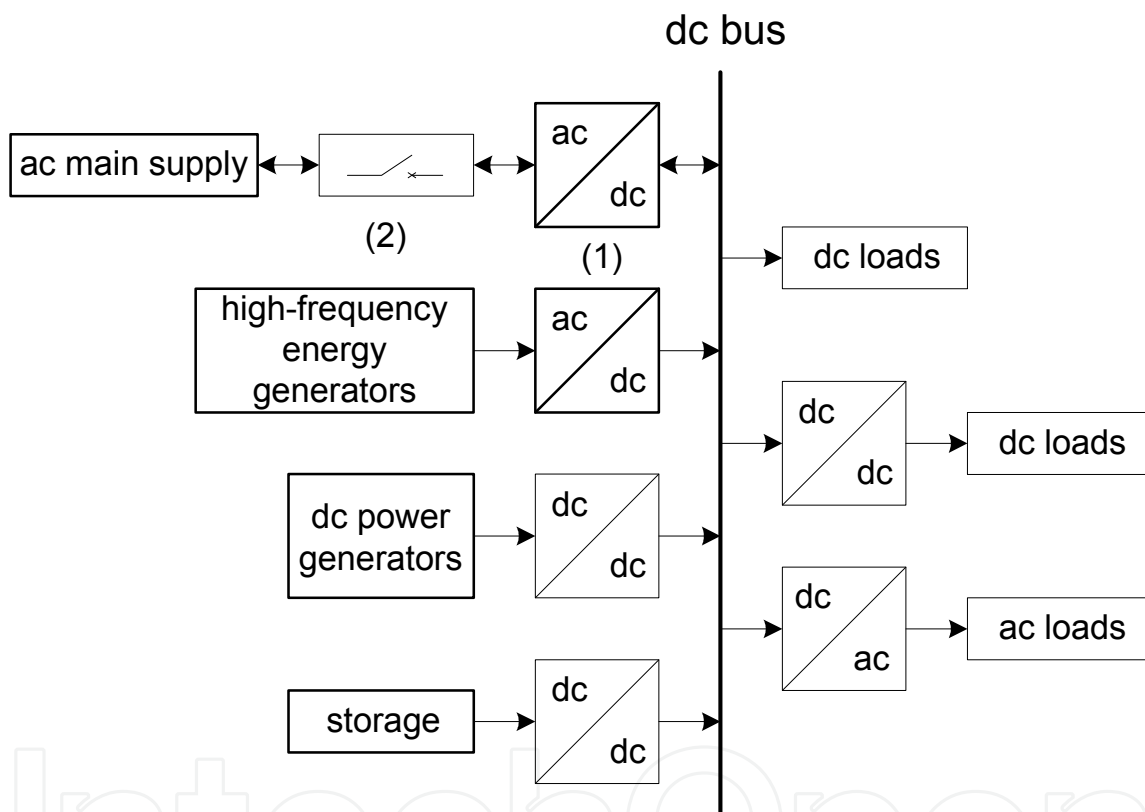 dc bus
ac main supply
ac
dc
(2)
(1)
dc loads
high-frequency
energy
generators
ac
dc
dc
dc
dc loads
dc power
generators
dc
dc
dc
ac
ac loads
storage
dc
dc
IntechOpen